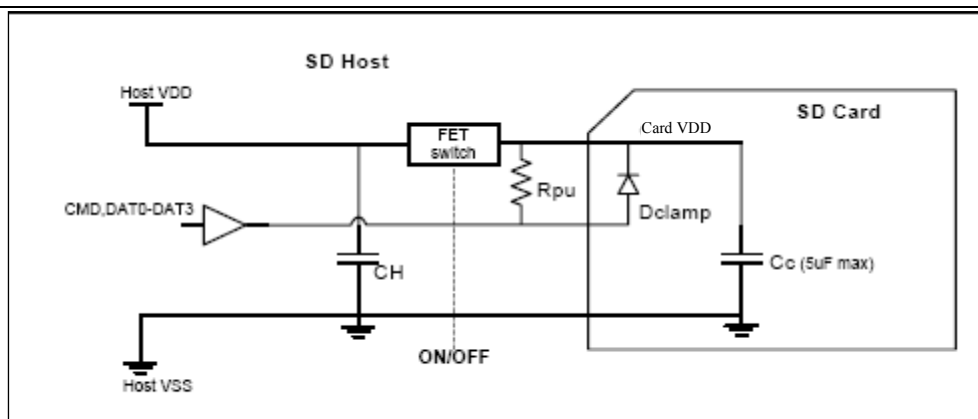 SD Host
Host VDD
SD Card
Card VDD
FET
switch
Rpu
Dclamp
CMD,DAT0-DAT3
CH
Cc (5uF max)
ON/OFF
Host VSS